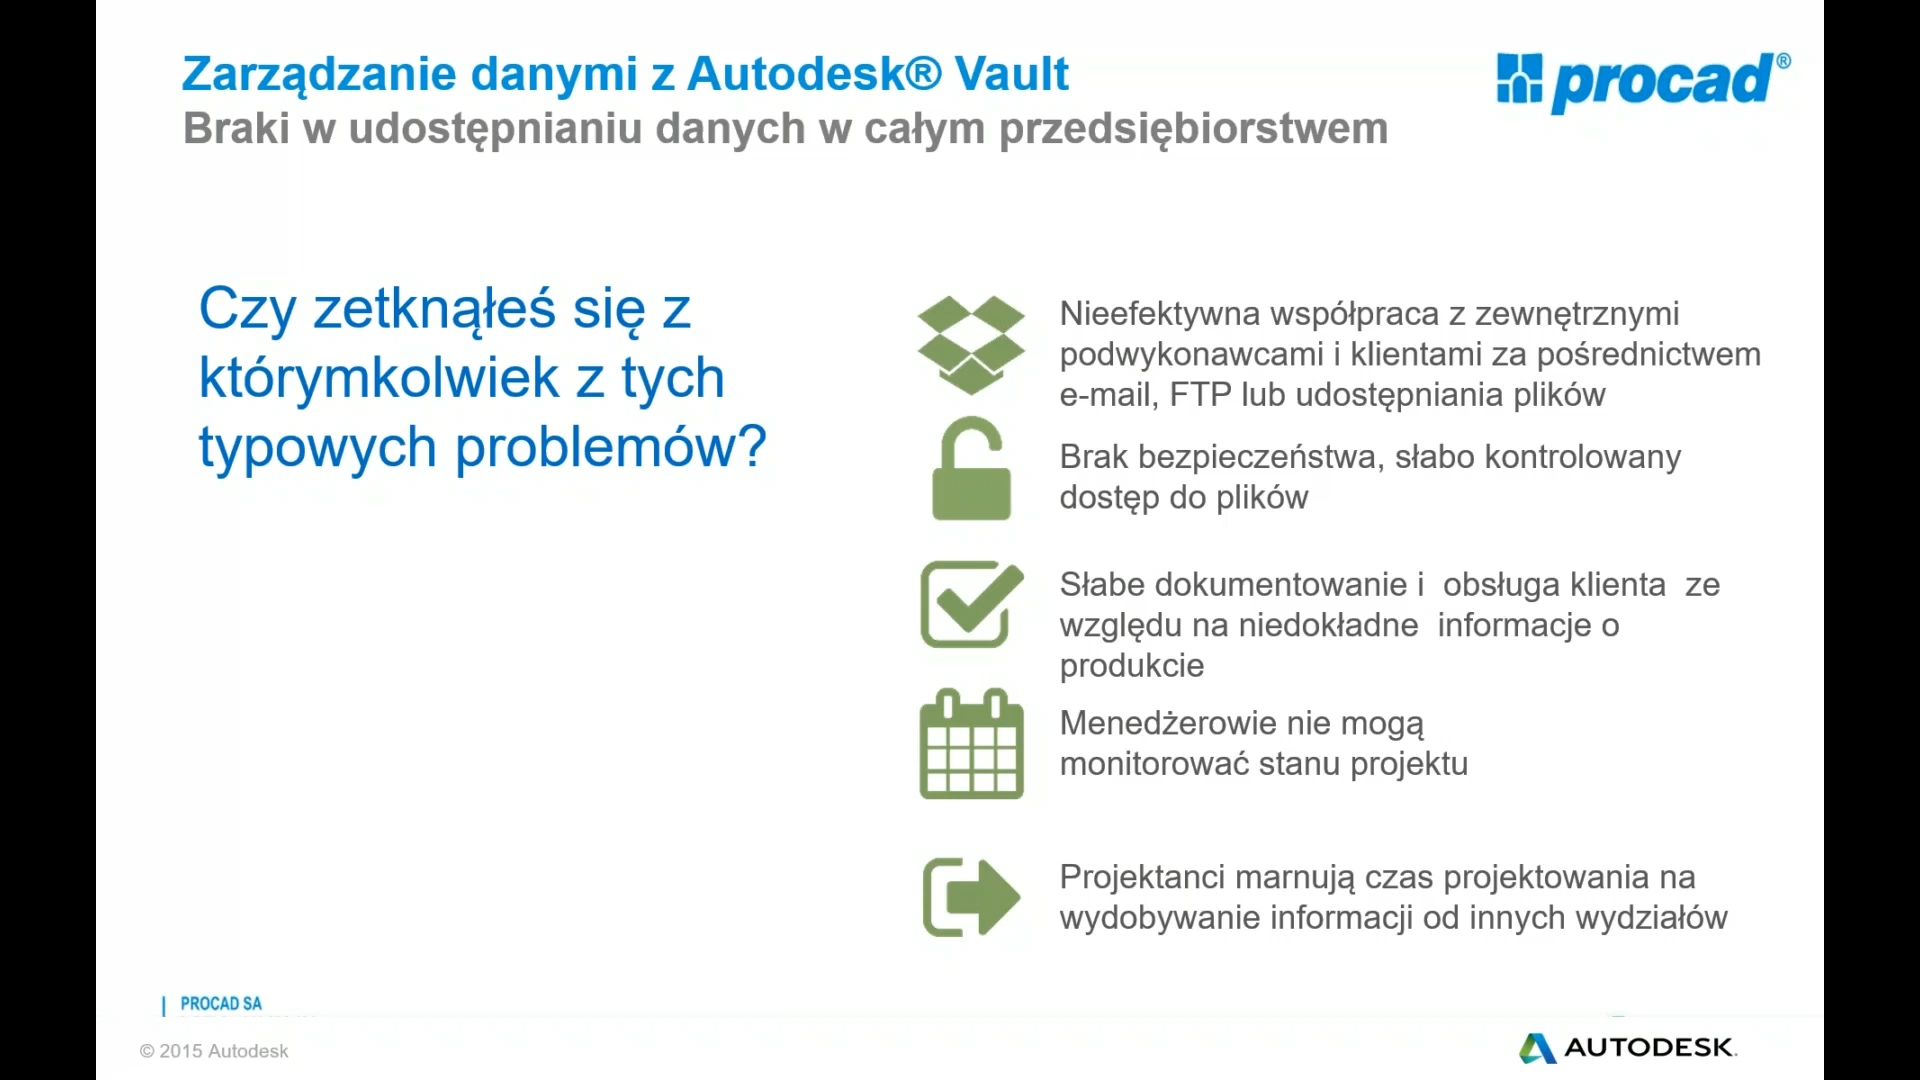 Zarządzanie danymi z Autodesk® Vault
Braki w udostępnianiu danych w całym przedsiębiorstwem
procad®
Czy zetknąłeś się z
którymkolwiek z tych
typowych problemów?
Nieefektywna współpraca z zewnętrznymi
podwykonawcami i klientami za pośrednictwem
e-mail, FTP lub udostępniania plików
Brak bezpieczeństwa, słabo kontrolowany
dostęp do plików
Słabe dokumentowanie i obsługa klienta ze
względu na niedokładne informacje o
produkcie
Menedżerowie nie mogą
monitorować stanu projektu
Projektanci marnują czas projektowania na
wydobywanie informacji od innych wydziałów
PROCAD SA
© 2015 Autodesk
AUTODESK.